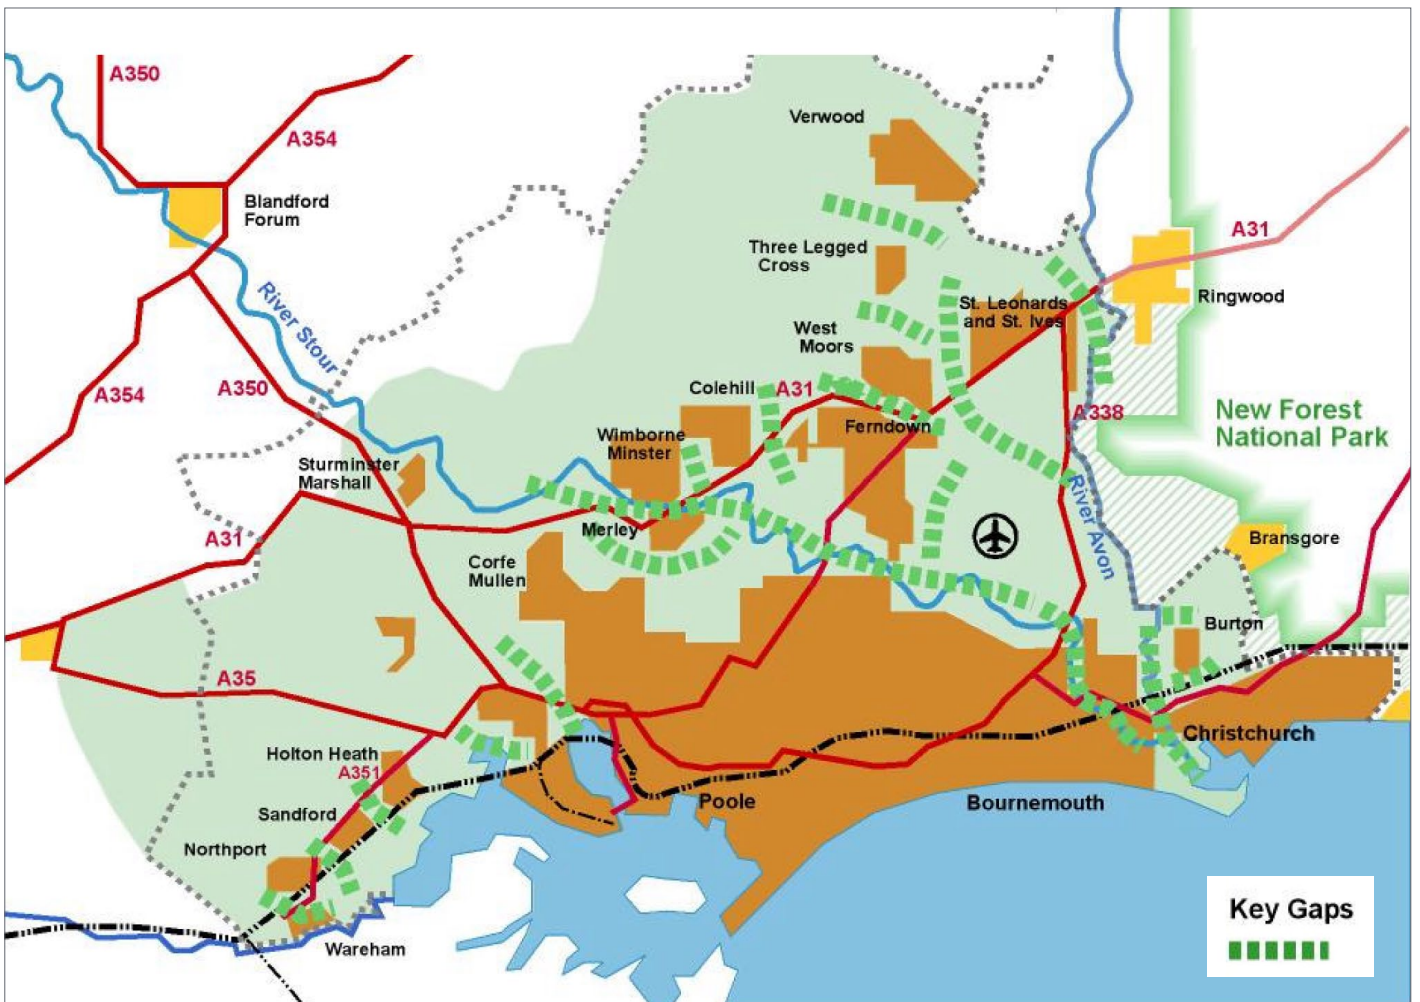 A350
A354
Verwood
Blandford
Forum
A31
Three Legged
Cross
River Stour
Ringwood
St. Leonards
and St. Ives
West
Moors
A354
A350
Colehill
A31
A338
New Forest
National Park
Ferndown
Wimborne
Minster
Sturminster
Marshall
River Avon
Merley
A31
Bransgore
Corfe
Mullen
Burton
A35
Christchurch
Holton Heath
A351
Poole
Bournemouth
Sandford
Northport
Key Gaps
Wareham